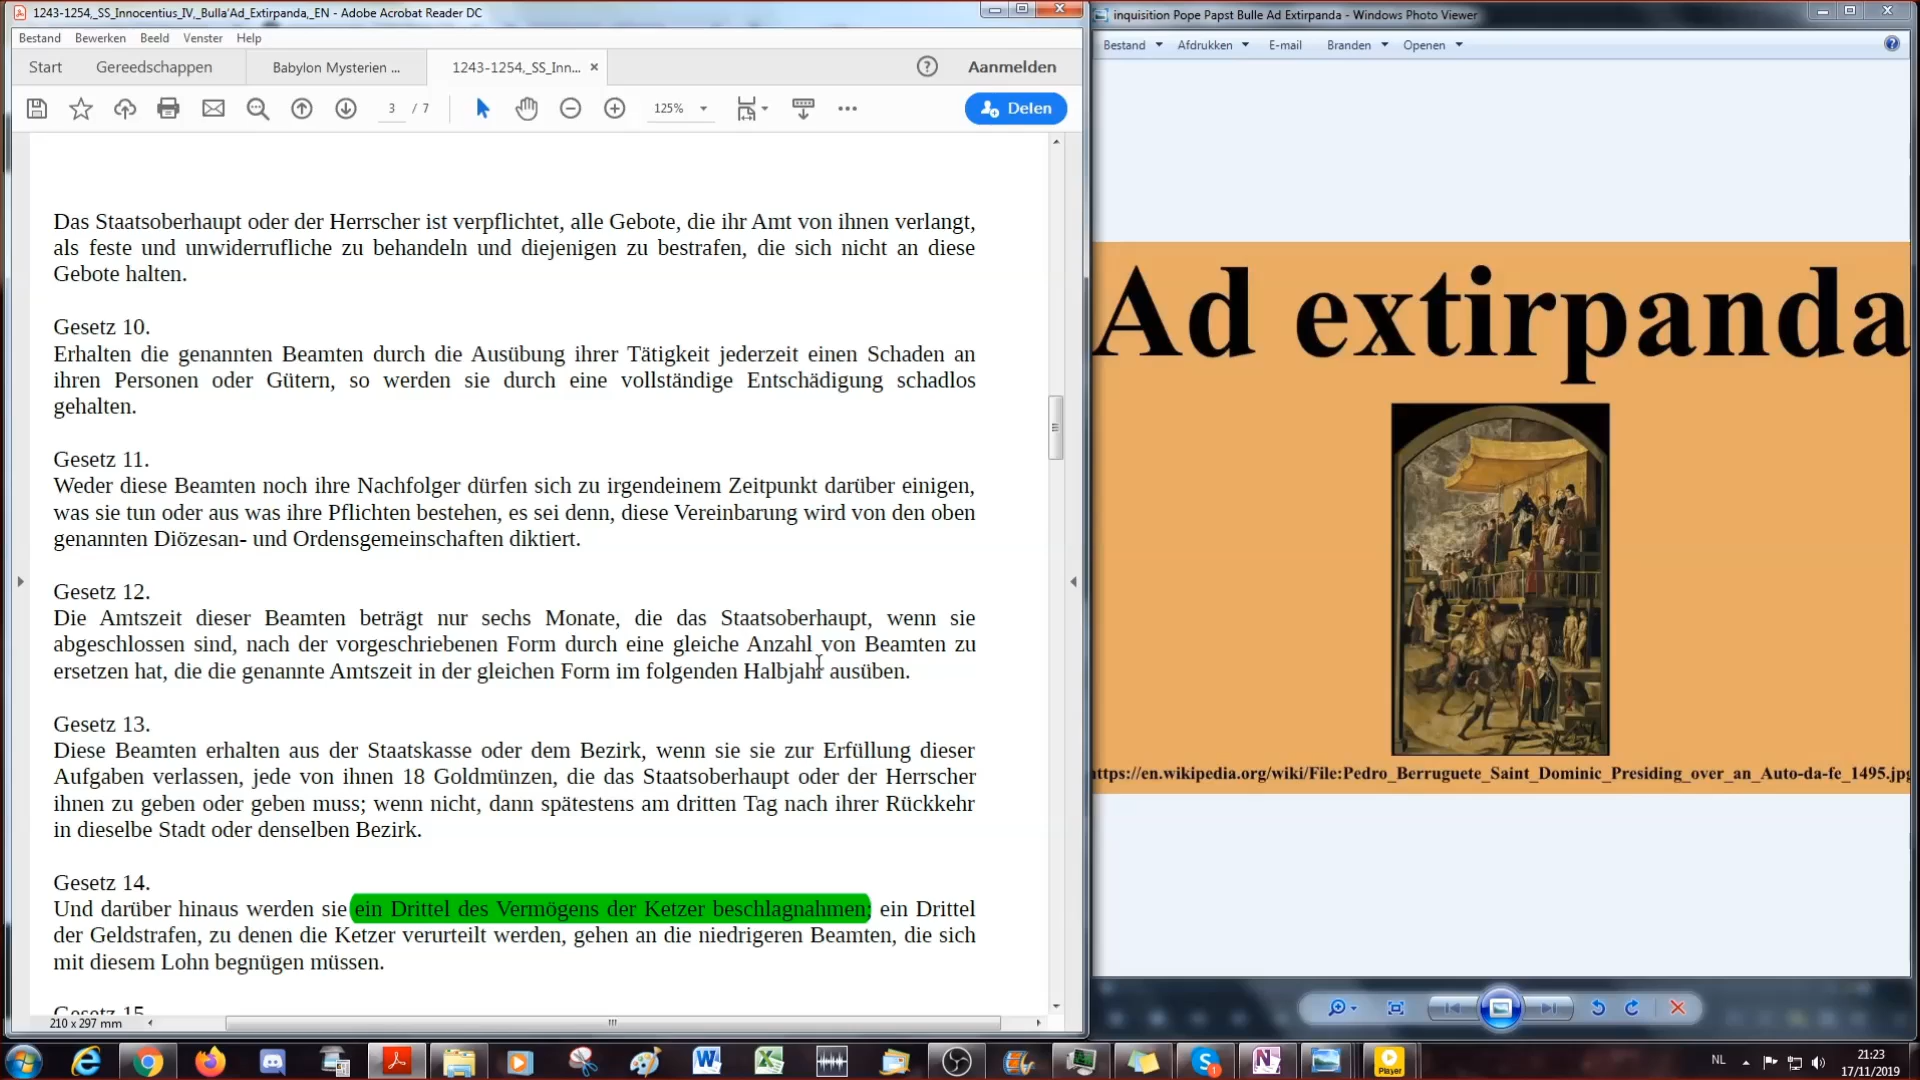 1243-1254,_SS_Innocentius_IV,_Bulla'Ad_Extirpanda,_EN - Adobe Acrobat Reader DC
Bestand Bewerken Beeld Venster Help
Start Gereedschappen Babylon Mysterien ... 1243-1254,_SS_Inn... × Aanmelden
3 / 7 125% Delen
Das Staatsoberhaupt oder der Herrscher ist verpflichtet, alle Gebote, die ihr Amt von ihnen verlangt,
als feste und unwiderrufliche zu behandeln und diejenigen zu bestrafen, die sich nicht an diese
Gebote halten.
Gesetz 10.
Erhalten die genannten Beamten durch die Ausübung ihrer Tätigkeit jederzeit einen Schaden an
ihren Personen oder Gütern, so werden sie durch eine vollständige Entschädigung schadlos
gehalten.
Gesetz 11.
Weder diese Beamten noch ihre Nachfolger dürfen sich zu irgendeinem Zeitpunkt darüber einigen,
was sie tun oder aus was ihre Pflichten bestehen, es sei denn, diese Vereinbarung wird von den oben
genannten Diözesan- und Ordensgemeinschaften diktiert.
Gesetz 12.
Die Amtszeit dieser Beamten beträgt nur sechs Monate, die das Staatsoberhaupt, wenn sie
abgeschlossen sind, nach der vorgeschriebenen Form durch eine gleiche Anzahl von Beamten zu
ersetzen hat, die die genannte Amtszeit in der gleichen Form im folgenden Halbjahr ausüben.
Gesetz 13.
Diese Beamten erhalten aus der Staatskasse oder dem Bezirk, wenn sie sie zur Erfüllung dieser
Aufgaben verlassen, jede von ihnen 18 Goldmünzen, die das Staatsoberhaupt oder der Herrscher
ihnen zu geben oder geben muss; wenn nicht, dann spätestens am dritten Tag nach ihrer Rückkehr
in dieselbe Stadt oder denselben Bezirk.
Gesetz 14.
Und darüber hinaus werden sie ein Drittel des Vermögens der Ketzer beschlagnahmen; ein Drittel
der Geldstrafen, zu denen die Ketzer verurteilt werden, gehen an die niedrigeren Beamten, die sich
mit diesem Lohn begnügen müssen.
Gesetz 15.
210 x 297 mm
inquisition Pope Papst Bulle Ad Extirpanda - Windows Photo Viewer
Bestand Afdrukken E-mail Branden Openen
Ad extirpanda
https://en.wikipedia.org/wiki/File:Pedro_Berruguete_Saint_Dominic_Presiding_over_an_Auto-da-fe_1495.jpg
Player
NL
21:23
17/11/2019